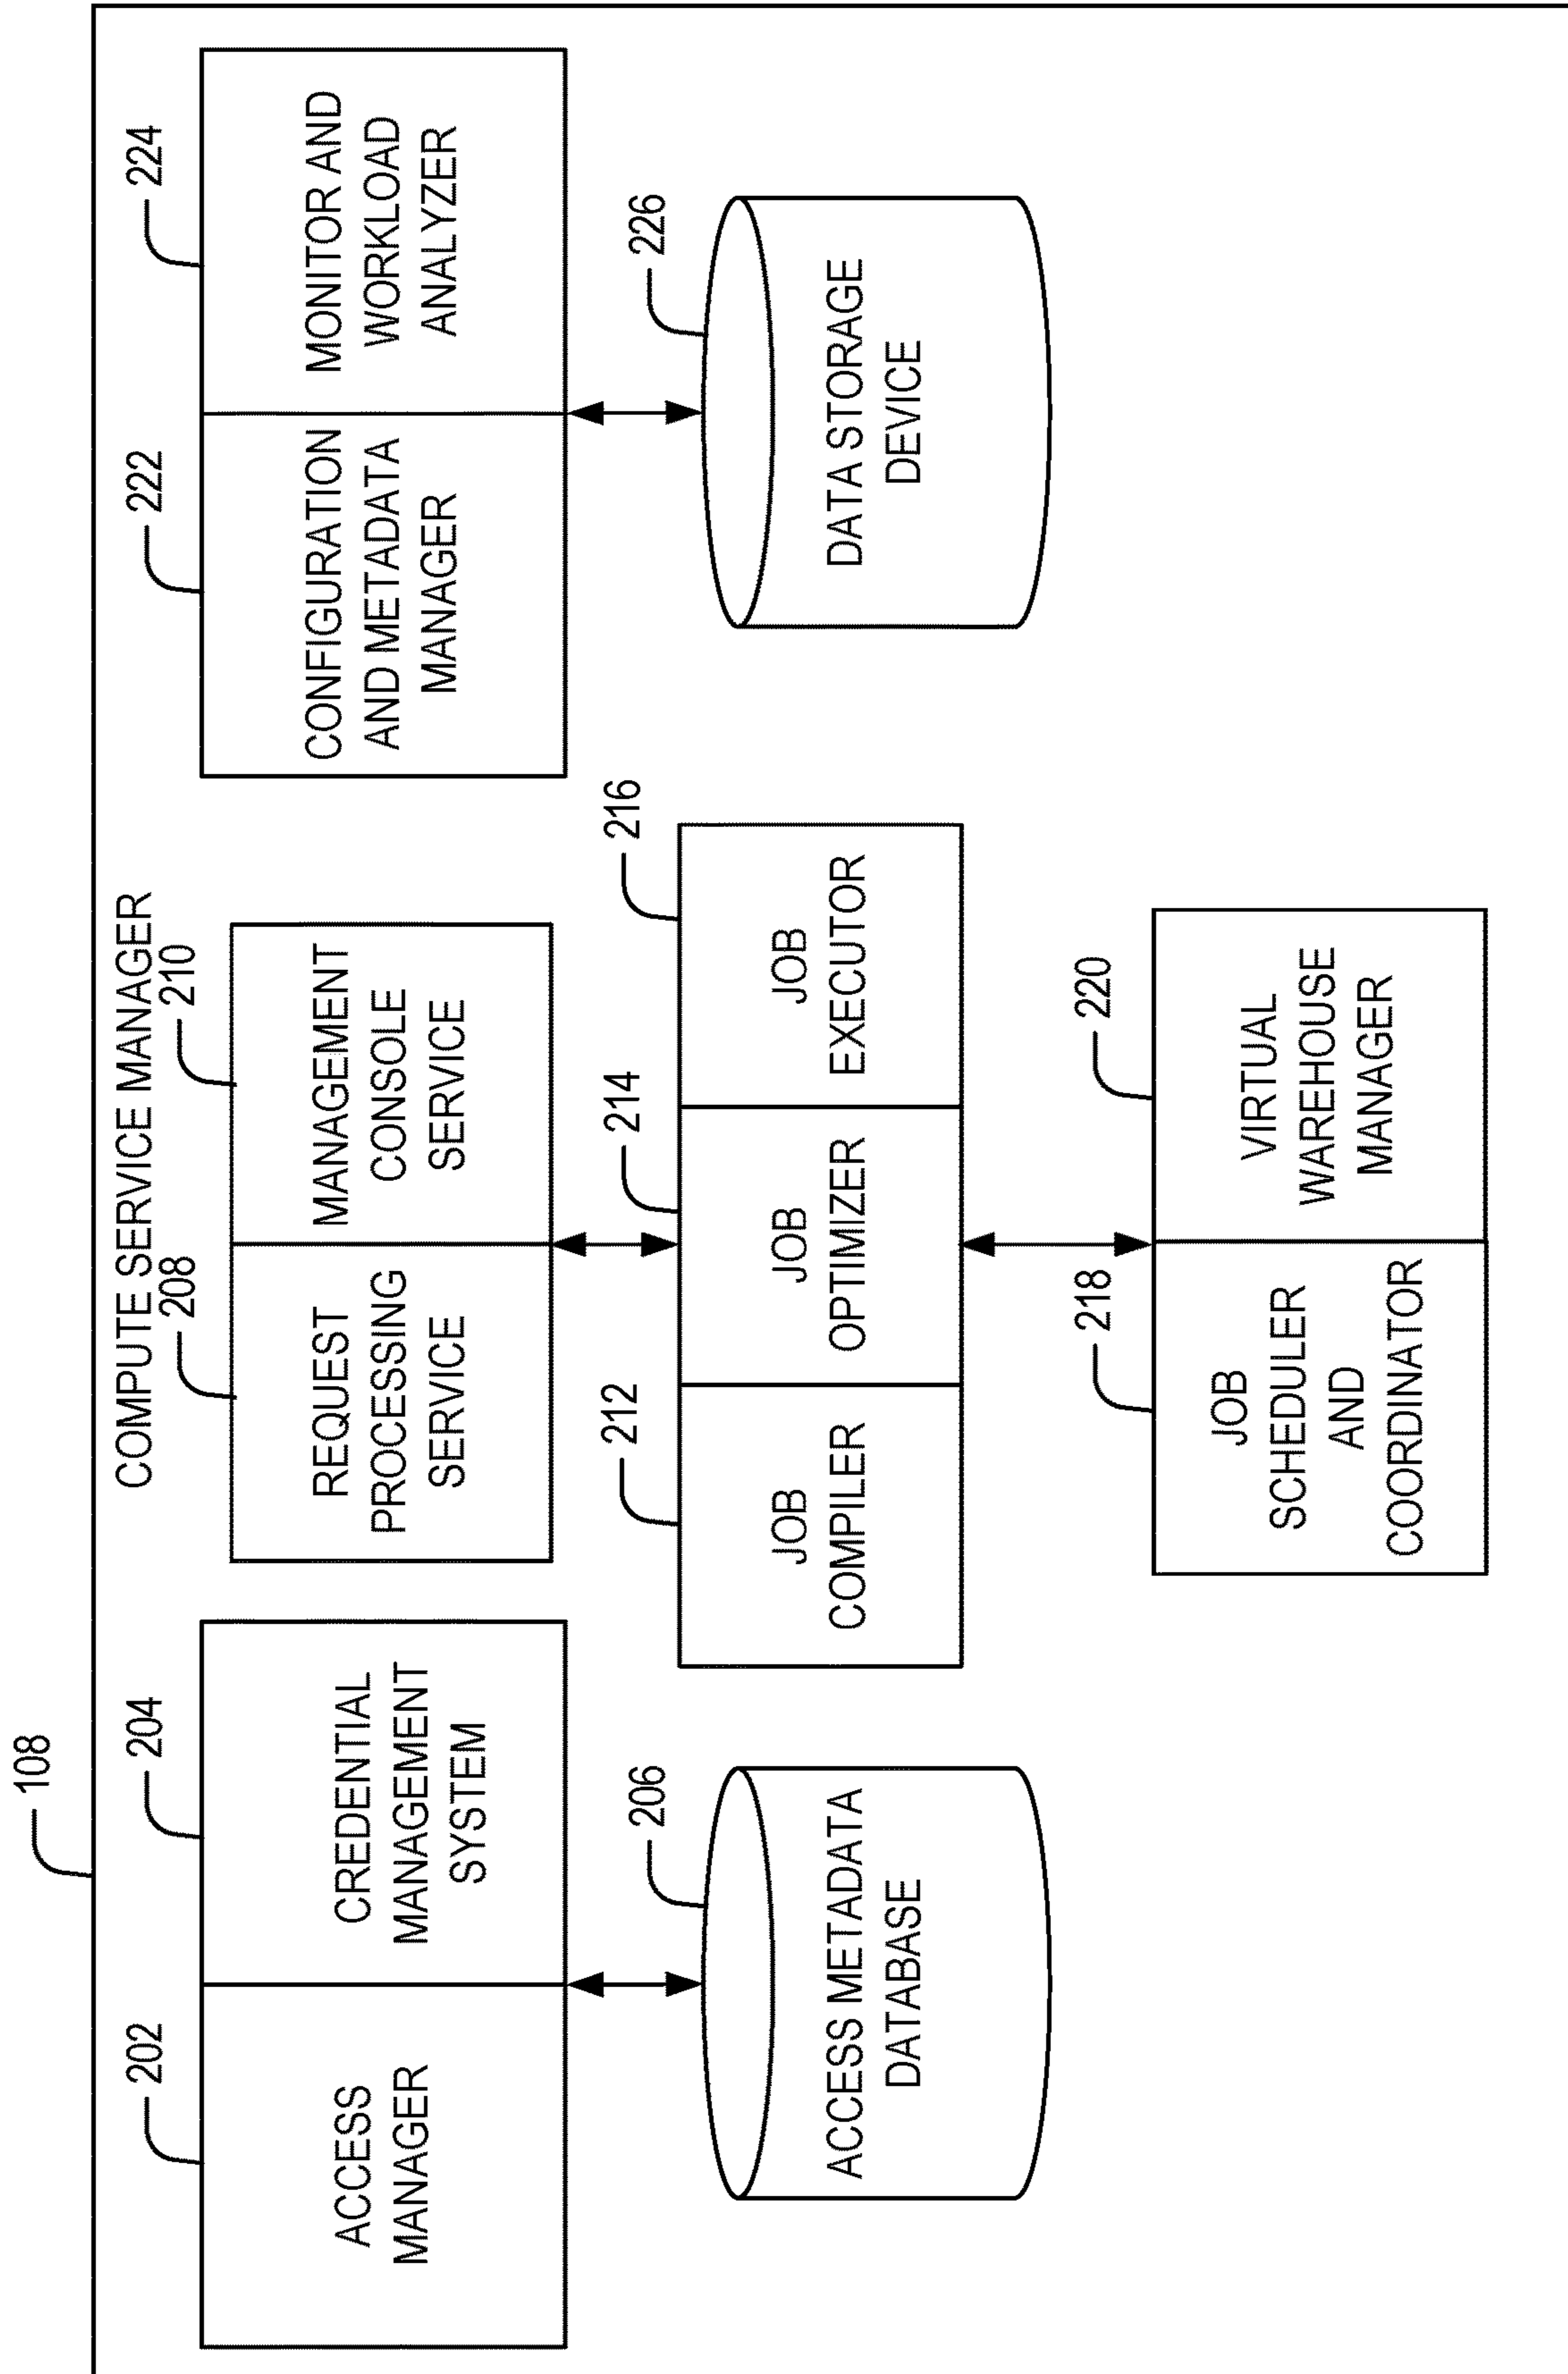 108
COMPUTE SERVICE MANAGER
202
204
ACCESS
MANAGER
CREDENTIAL
MANAGEMENT
SYSTEM
206
ACCESS METADATA
DATABASE
208
210
REQUEST
PROCESSING
SERVICE
MANAGEMENT
CONSOLE
SERVICE
212
214
216
JOB
COMPILER
JOB
OPTIMIZER
JOB
EXECUTOR
218
220
JOB
SCHEDULER
AND
COORDINATOR
VIRTUAL
WAREHOUSE
MANAGER
222
224
CONFIGURATION
AND METADATA
MANAGER
MONITOR AND
WORKLOAD
ANALYZER
226
DATA STORAGE
DEVICE